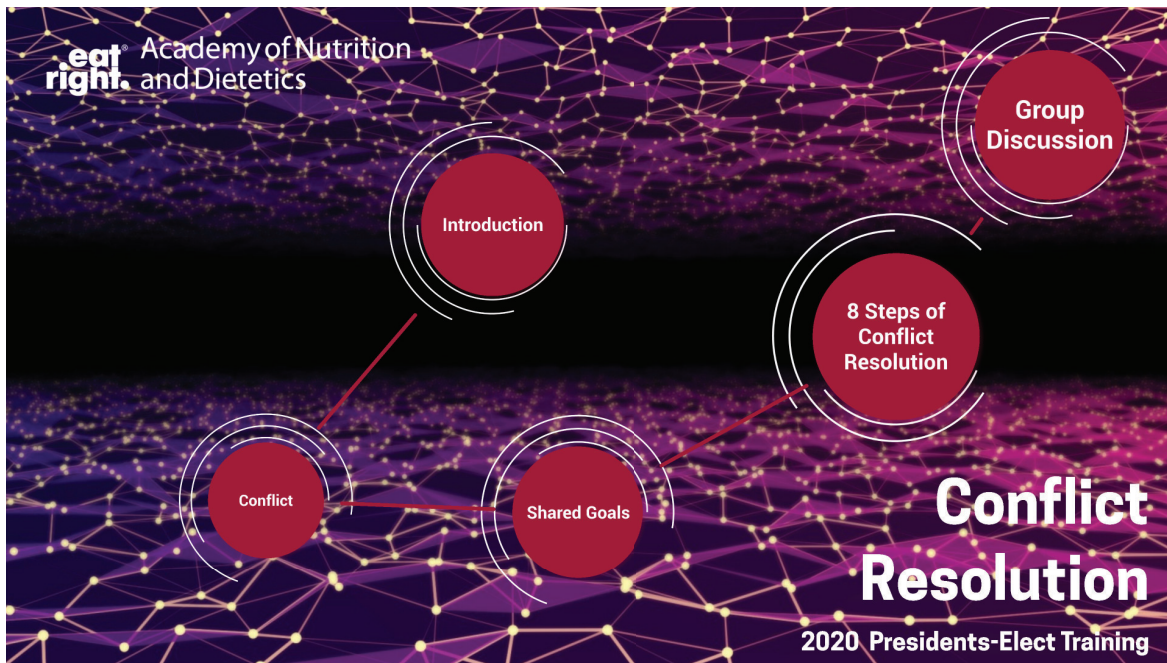 eat® Academy of Nutrition
right. and Dietetics
Group
Discussion
Introduction
8 Steps of
Conflict
Resolution
Conflict
Shared Goals
Conflict
Resolution
2020 Presidents-Elect Training